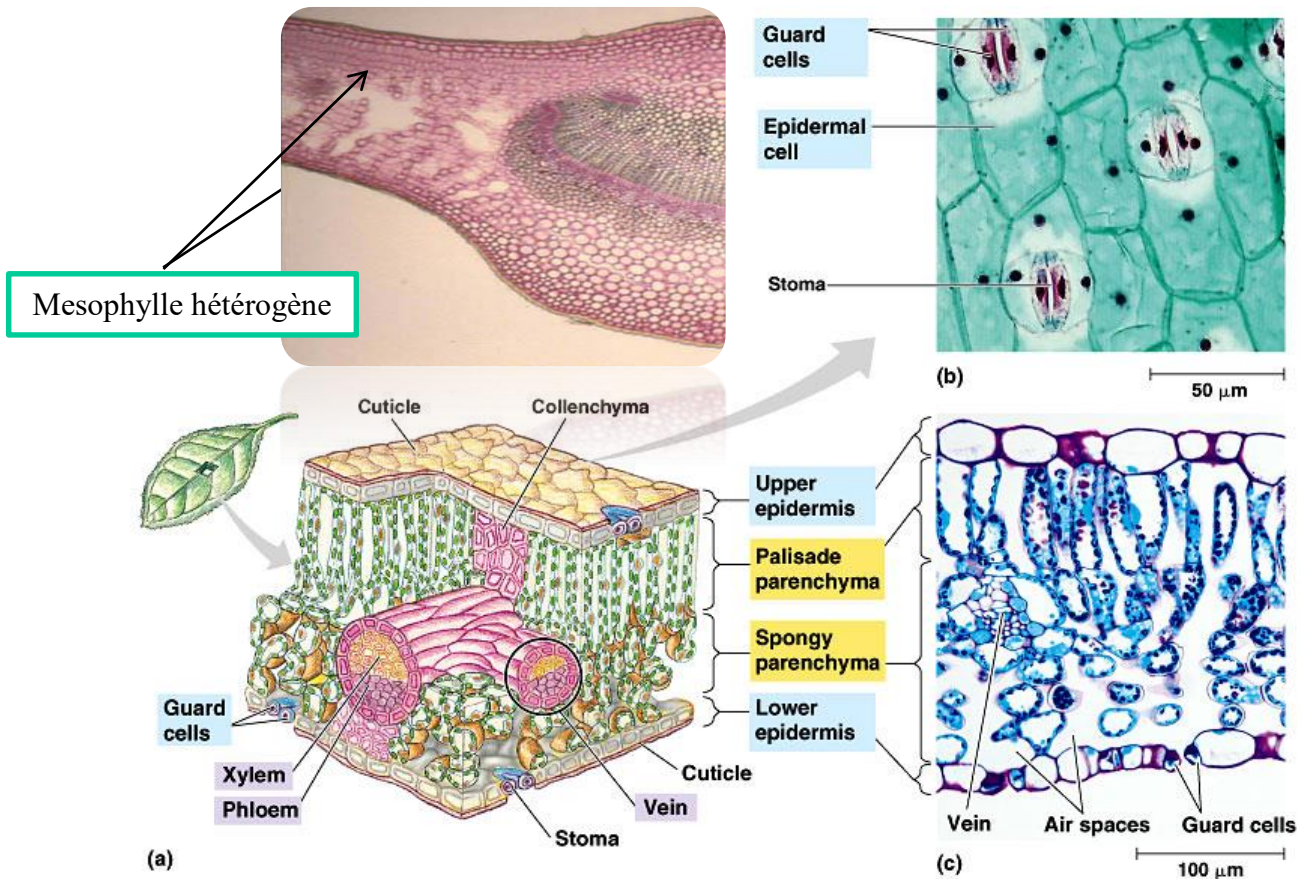 Mesophylle hétérogène
Guard
cells
Epidermal
cell
Stoma
(b)
50 μm
Cuticle
Collenchyma
Upper
epidermis
Palisade
parenchyma
Spongy
parenchyma
Lower
epidermis
Guard
cells
Xylem
Phloem
Cuticle
Vein
Stoma
(a)
Vein
Air spaces
Guard cells
(c)
100 μm